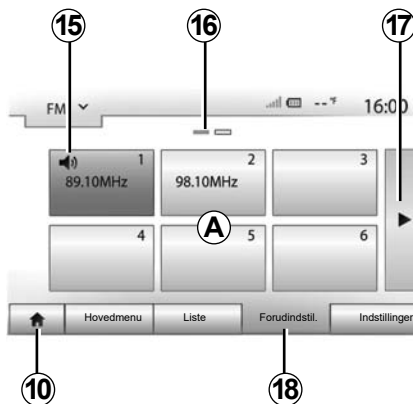 15 16 17
FM --°F 16:00
1 2 3
89.10MHz 98.10MHz
A
4 5 6
Hovedmenu Liste Forudindstil. Indstillinger
10 18